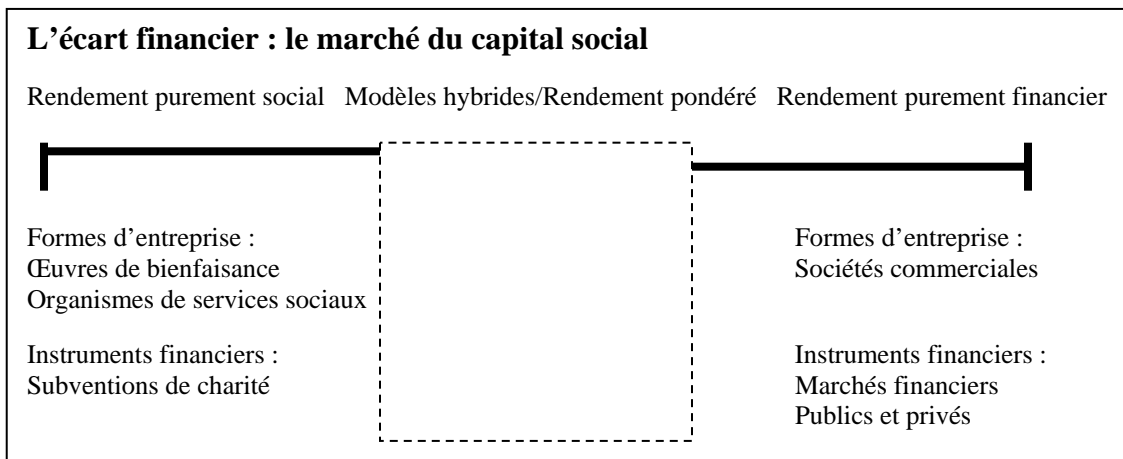 L'écart financier : le marché du capital social
Rendement purement social Modèles hybrides/Rendement pondéré Rendement purement financier
Formes d'entreprise :
Œuvres de bienfaisance
Organismes de services sociaux
Instruments financiers :
Subventions de charité
Formes d'entreprise :
Sociétés commerciales
Instruments financiers :
Marchés financiers
Publics et privés